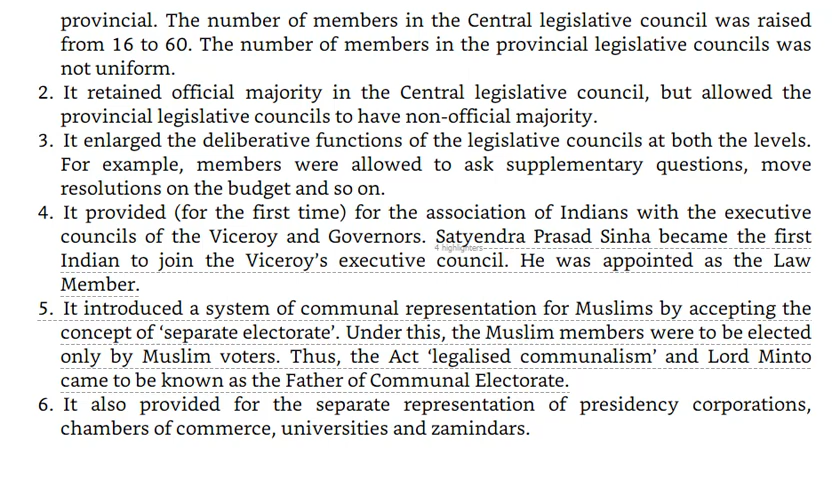 provincial. The number of members in the Central legislative council was raised
from 16 to 60. The number of members in the provincial legislative councils was
not uniform.
2. It retained official majority in the Central legislative council, but allowed the
provincial legislative councils to have non-official majority.
3. It enlarged the deliberative functions of the legislative councils at both the levels.
For example, members were allowed to ask supplementary questions, move
resolutions on the budget and so on.
4. It provided (for the first time) for the association of Indians with the executive
councils of the Viceroy and Governors. Satyendra Prasad Sinha became the first
4 highlighters
Indian to join the Viceroy’s executive council. He was appointed as the Law
Member.
5. It introduced a system of communal representation for Muslims by accepting the
concept of ‘separate electorate’. Under this, the Muslim members were to be elected
only by Muslim voters. Thus, the Act ‘legalised communalism’ and Lord Minto
came to be known as the Father of Communal Electorate.
6. It also provided for the separate representation of presidency corporations,
chambers of commerce, universities and zamindars.